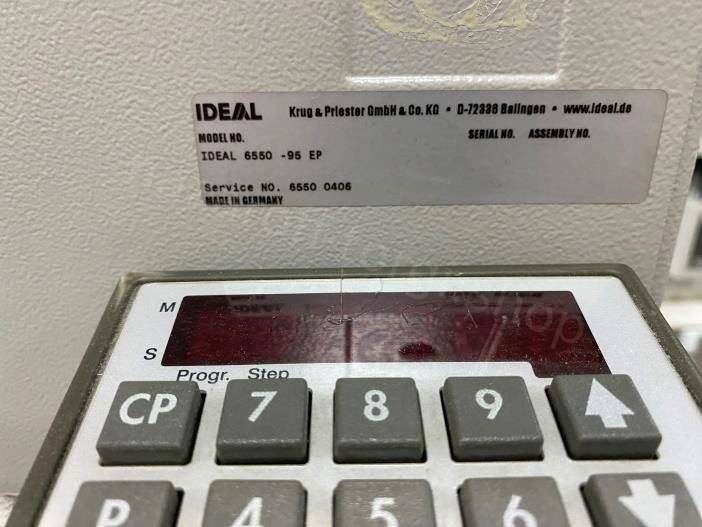 IDEAL Krug & Priester GmbH & Co. KG • D-72336 Balingen • www.ideal.de
MODEL NO. SERIAL NO. ASSEMBLY NO.
IDEAL 6550 -95 EP
Service NO. 6550 0406
MADE IN GERMANY
M
S
Progr. Step
CP 7 8 9
P 4 5 6